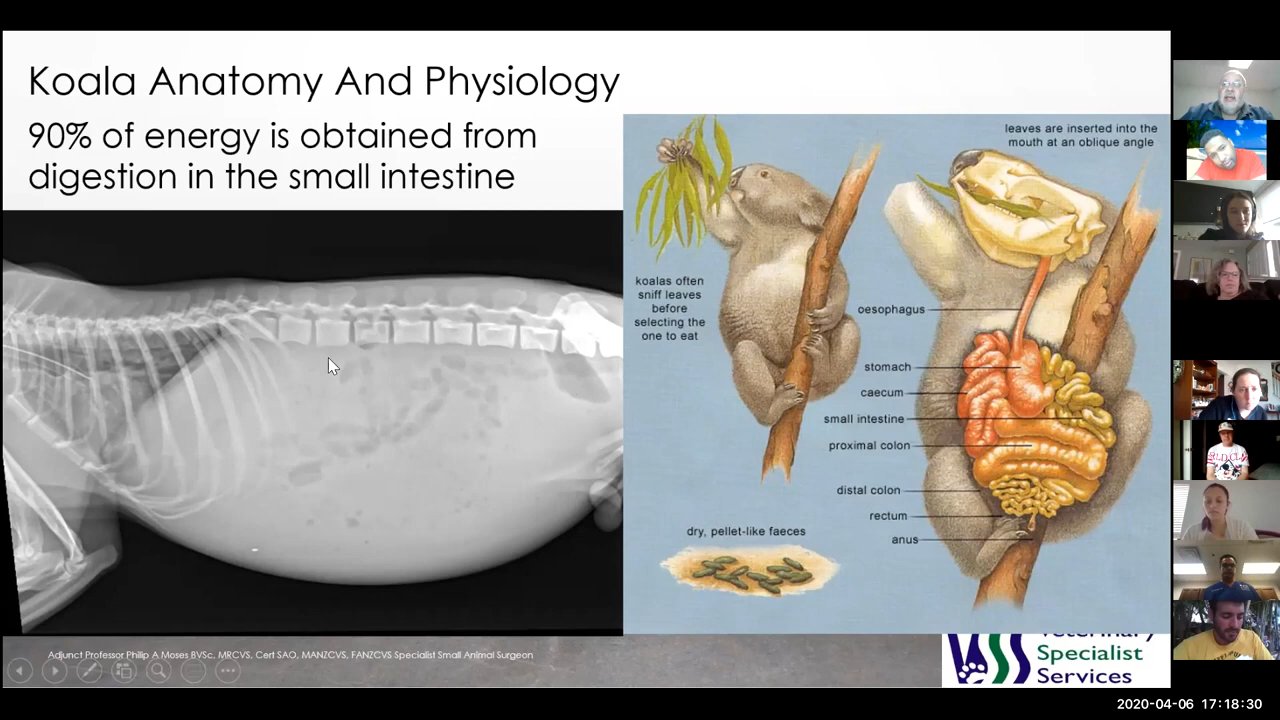 Koala Anatomy And Physiology
90% of energy is obtained from
digestion in the small intestine
leaves are inserted into the
mouth at an oblique angle
koalas often
sniff leaves
before
selecting the
one to eat
oesophagus
stomach
caecum
small intestine
proximal colon
distal colon
rectum
anus
dry, pellet-like faeces
Adjunct Professor Philip A Moses BVSc, MRCVS, Cert SAO, MANZCVS, FANZCVS Specialist Small Animal Surgeon
VSS
Veterinary
Specialist
Services
2020-04-06 17:18:30